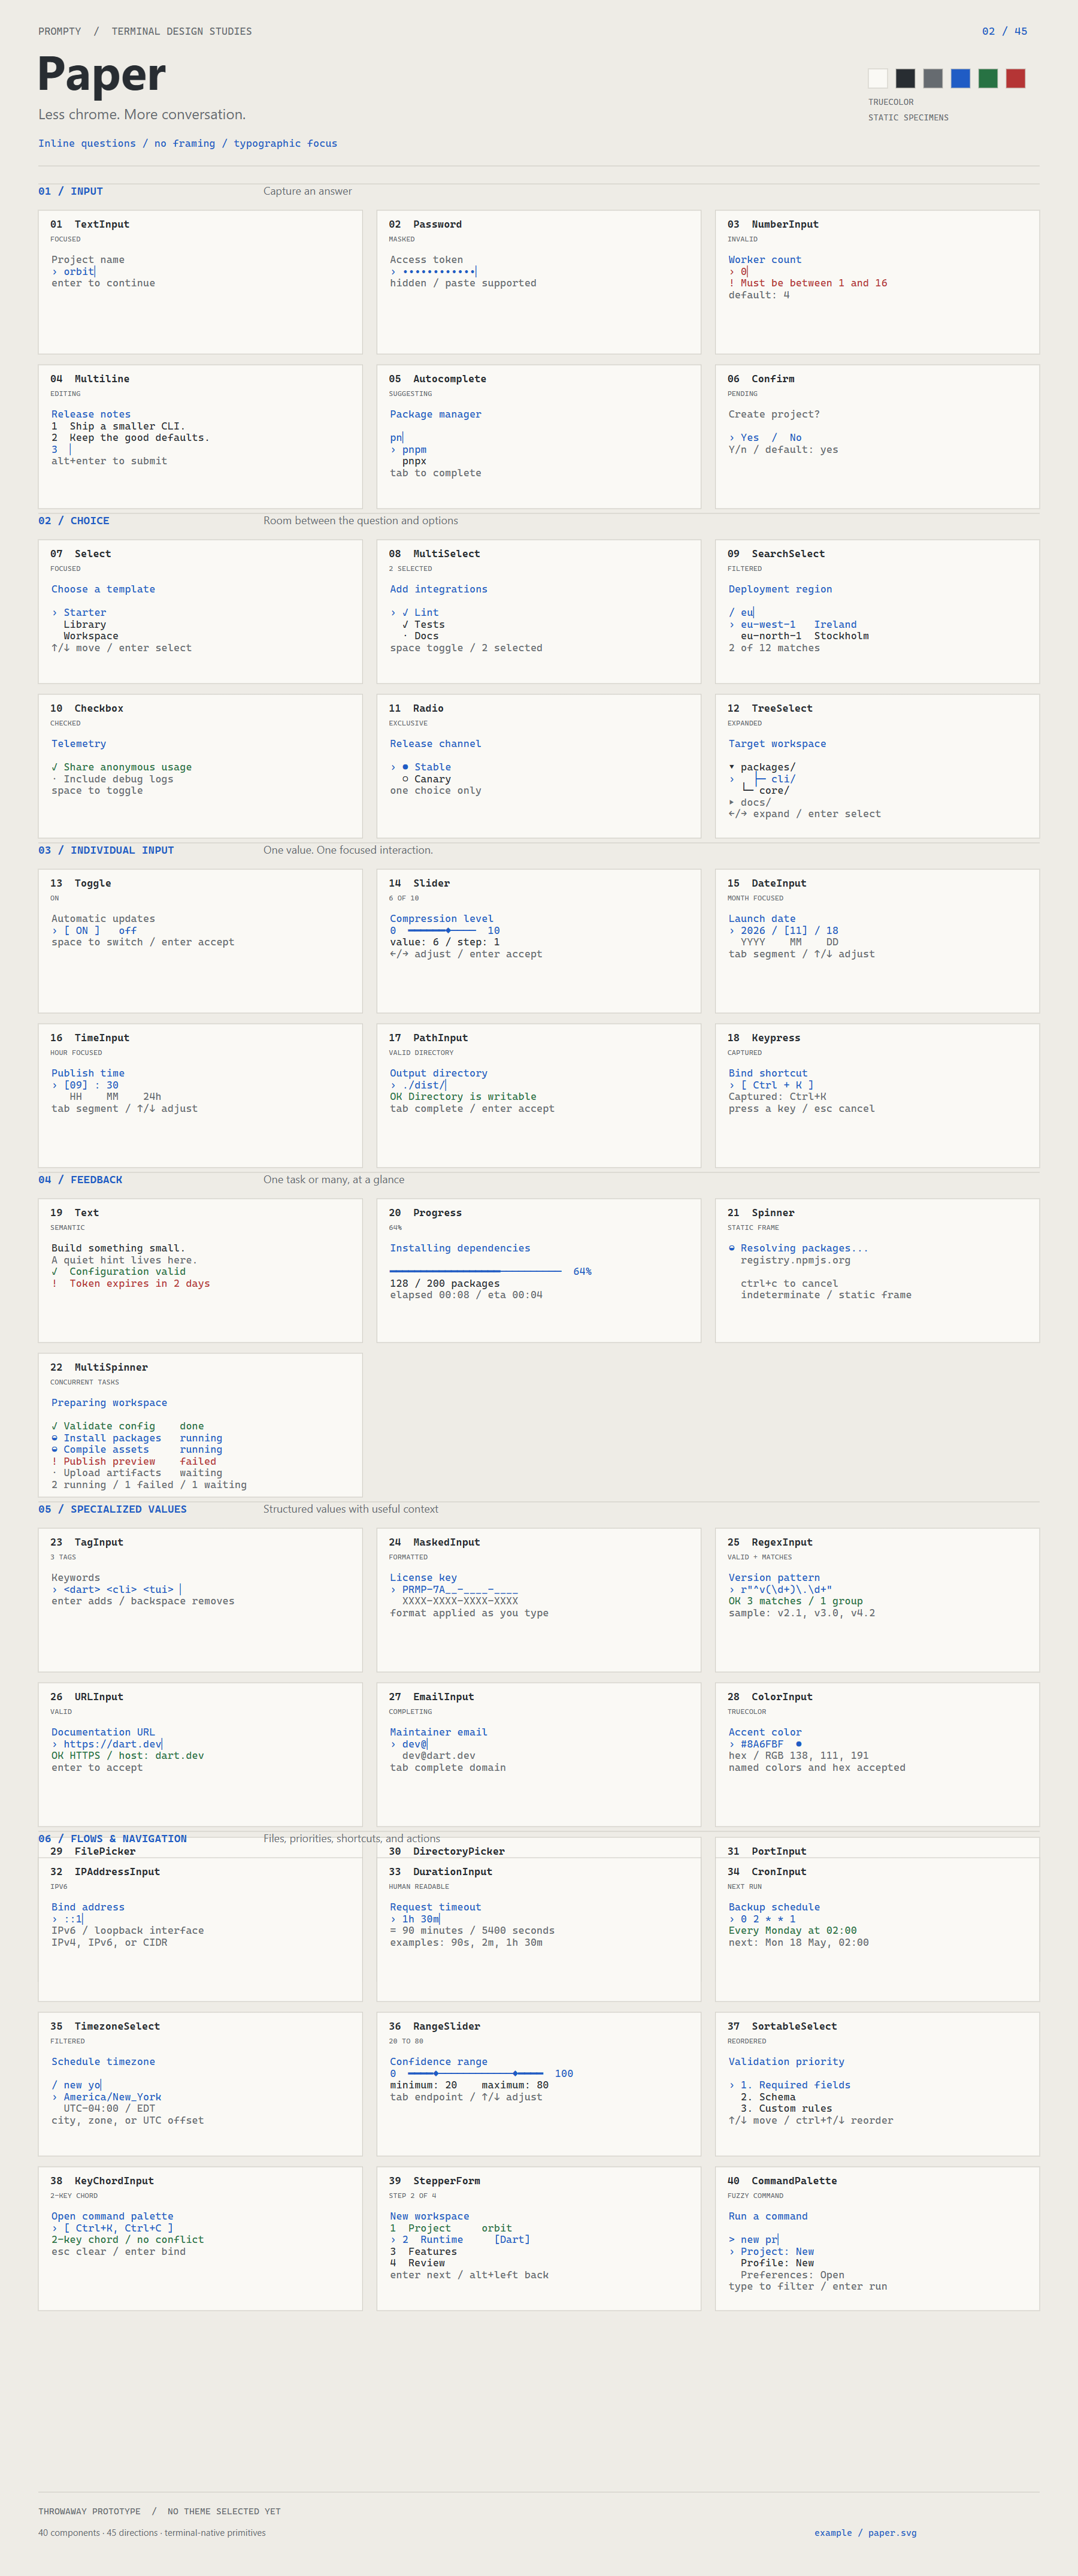 PROMPTY / TERMINAL DESIGN STUDIES
02 / 45
Paper
Less chrome. More conversation.
TRUECOLOR
STATIC SPECIMENS
Inline questions / no framing / typographic focus
01 / INPUT
Capture an answer
01 TextInput
FOCUSED
Project name
› orbit
enter to continue
02 Password
MASKED
Access token
› ••••••••••••
hidden / paste supported
03 NumberInput
INVALID
Worker count
› 0
! Must be between 1 and 16
default: 4
04 Multiline
EDITING
Release notes
1 Ship a smaller CLI.
2 Keep the good defaults.
3
alt+enter to submit
05 Autocomplete
SUGGESTING
Package manager
pn
› pnpm
pnpx
tab to complete
06 Confirm
PENDING
Create project?
› Yes / No
Y/n / default: yes
02 / CHOICE
Room between the question and options
07 Select
FOCUSED
Choose a template
› Starter
Library
Workspace
↑/↓ move / enter select
08 MultiSelect
2 SELECTED
Add integrations
› ✓ Lint
✓ Tests
· Docs
space toggle / 2 selected
09 SearchSelect
FILTERED
Deployment region
/ eu
› eu-west-1 Ireland
eu-north-1 Stockholm
2 of 12 matches
10 Checkbox
CHECKED
Telemetry
✓ Share anonymous usage
· Include debug logs
space to toggle
11 Radio
EXCLUSIVE
Release channel
› ● Stable
○ Canary
one choice only
12 TreeSelect
EXPANDED
Target workspace
▾ packages/
› ├─ cli/
└─ core/
▸ docs/
←/→ expand / enter select
03 / INDIVIDUAL INPUT
One value. One focused interaction.
13 Toggle
ON
Automatic updates
› [ ON ] off
space to switch / enter accept
14 Slider
6 OF 10
Compression level
0 ━━━━━━◆──── 10
value: 6 / step: 1
←/→ adjust / enter accept
15 DateInput
MONTH FOCUSED
Launch date
› 2026 / [11] / 18
YYYY MM DD
tab segment / ↑/↓ adjust
16 TimeInput
HOUR FOCUSED
Publish time
› [09] : 30
HH MM 24h
tab segment / ↑/↓ adjust
17 PathInput
VALID DIRECTORY
Output directory
› ./dist/
OK Directory is writable
tab complete / enter accept
18 Keypress
CAPTURED
Bind shortcut
› [ Ctrl + K ]
Captured: Ctrl+K
press a key / esc cancel
04 / FEEDBACK
One task or many, at a glance
19 Text
SEMANTIC
Build something small.
A quiet hint lives here.
✓ Configuration valid
! Token expires in 2 days
20 Progress
64%
Installing dependencies
64%
128 / 200 packages
elapsed 00:08 / eta 00:04
21 Spinner
STATIC FRAME
◒ Resolving packages...
registry.npmjs.org
ctrl+c to cancel
indeterminate / static frame
22 MultiSpinner
CONCURRENT TASKS
Preparing workspace
✓ Validate config done
◒ Install packages running
◒ Compile assets running
! Publish preview failed
· Upload artifacts waiting
2 running / 1 failed / 1 waiting
05 / SPECIALIZED VALUES
Structured values with useful context
23 TagInput
3 TAGS
Keywords
› <dart> <cli> <tui>
enter adds / backspace removes
24 MaskedInput
FORMATTED
License key
› PRMP-7A__-____-____
XXXX-XXXX-XXXX-XXXX
format applied as you type
25 RegexInput
VALID + MATCHES
Version pattern
› r"^v(\d+)\.\d+"
OK 3 matches / 1 group
sample: v2.1, v3.0, v4.2
26 URLInput
VALID
Documentation URL
› https://dart.dev
OK HTTPS / host: dart.dev
enter to accept
27 EmailInput
COMPLETING
Maintainer email
› dev@
dev@dart.dev
tab complete domain
28 ColorInput
TRUECOLOR
Accent color
› #8A6FBF ●
hex / RGB 138, 111, 191
named colors and hex accepted
06 / FLOWS & NAVIGATION
Files, priorities, shortcuts, and actions
29 FilePicker
30 DirectoryPicker
31 PortInput
32 IPAddressInput
IPV6
Bind address
› ::1
IPv6 / loopback interface
IPv4, IPv6, or CIDR
33 DurationInput
HUMAN READABLE
Request timeout
› 1h 30m
= 90 minutes / 5400 seconds
examples: 90s, 2m, 1h 30m
34 CronInput
NEXT RUN
Backup schedule
› 0 2 * * 1
Every Monday at 02:00
next: Mon 18 May, 02:00
35 TimezoneSelect
FILTERED
Schedule timezone
/ new yo
› America/New_York
UTC-04:00 / EDT
city, zone, or UTC offset
36 RangeSlider
20 TO 80
Confidence range
0 100
minimum: 20 maximum: 80
tab endpoint / ↑/↓ adjust
37 SortableSelect
REORDERED
Validation priority
› 1. Required fields
2. Schema
3. Custom rules
↑/↓ move / ctrl+↑/↓ reorder
38 KeyChordInput
2-KEY CHORD
Open command palette
› [ Ctrl+K, Ctrl+C ]
2-key chord / no conflict
esc clear / enter bind
39 StepperForm
STEP 2 OF 4
New workspace
1 Project orbit
› 2 Runtime [Dart]
3 Features
4 Review
enter next / alt+left back
40 CommandPalette
FUZZY COMMAND
Run a command
> new pr
› Project: New
Profile: New
Preferences: Open
type to filter / enter run
THROWAWAY PROTOTYPE / NO THEME SELECTED YET
40 components · 45 directions · terminal-native primitives
example / paper.svg